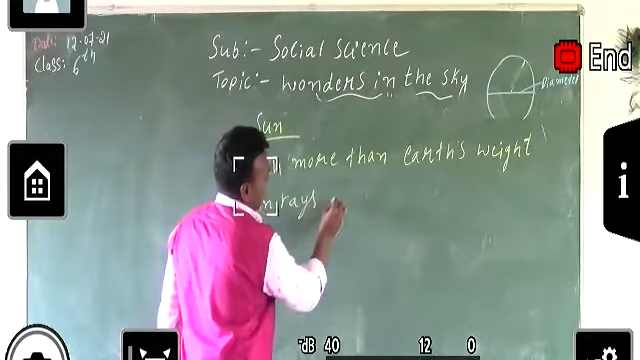 Date: 12-07-21
Class: 6th
Sub:- Social Science
Topic:- Wonders in the sky
Diameter
Sun
more than earth's weight
rays
End
i
-dB 40 12 0